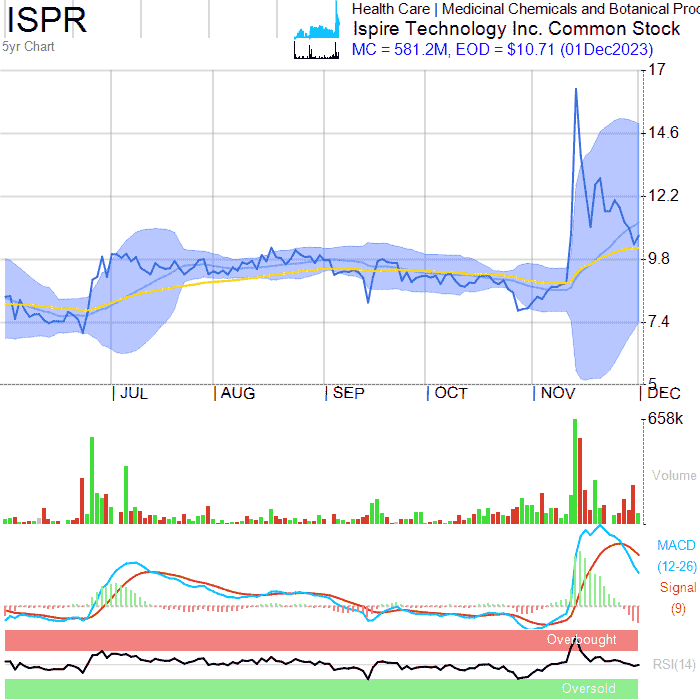 ISPR
5yr Chart
Health Care | Medicinal Chemicals and Botanical Proc
Ispire Technology Inc. Common Stock
MC = 581.2M, EOD = $10.71 (01Dec2023)
17
14.6
12.2
9.8
7.4
5
JUL AUG SEP OCT NOV DEC
658k
Volume
MACD
(12-26)
Signal
(9)
Overbought
RSI(14)
Oversold